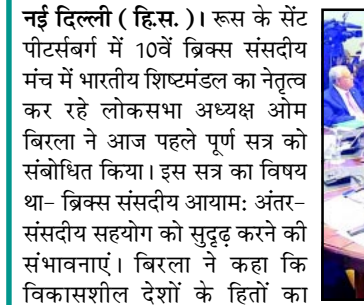 नई दिल्ली ( हि.स. )। रूस के सेंट
पीटर्सबर्ग में 10वें ब्रिक्स संसदीय
मंच में भारतीय शिष्टमंडल का नेतृत्व
कर रहे लोकसभा अध्यक्ष ओम
बिरला ने आज पहले पूर्ण सत्र को
संबोधित किया। इस सत्र का विषय
था– ब्रिक्स संसदीय आयाम: अंतर–
संसदीय सहयोग को सुदृढ़ करने की
संभावनाएं। बिरला ने कहा कि
विकासशील देशों के हितों का